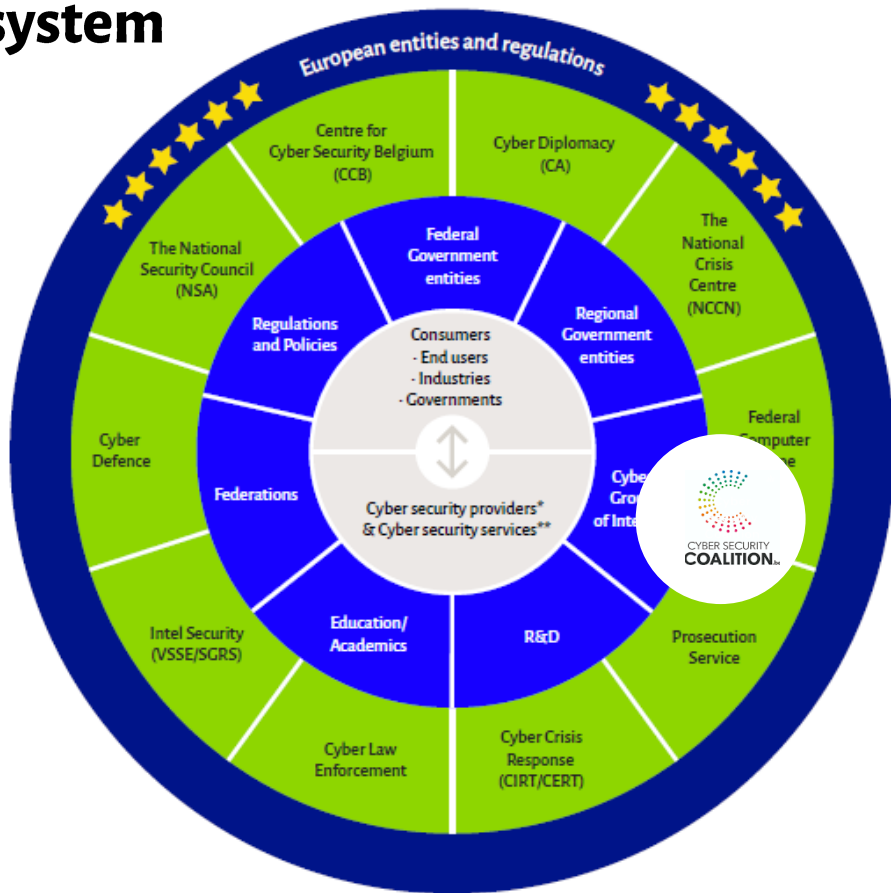 system
European entities and regulations
Centre for
Cyber Security Belgium
(CCB)
Cyber Diplomacy
(CA)
The
National
Crisis
Centre
(NCCN)
Federal
Prosecution
Service
Cyber Crisis
Response
(CIRT/CERT)
Cyber Law
Enforcement
Intel Security
(VSSE/SGRS)
Cyber
Defence
The National
Security Council
(NSA)
Federal
Government
entities
Regional
Government
entities
of
R&D
Education/
Academics
Federations
Regulations
and Policies
Consumers
· End users
· Industries
· Governments
Cyber security providers*
& Cyber security services**
CYBER SECURITY
COALITION.be